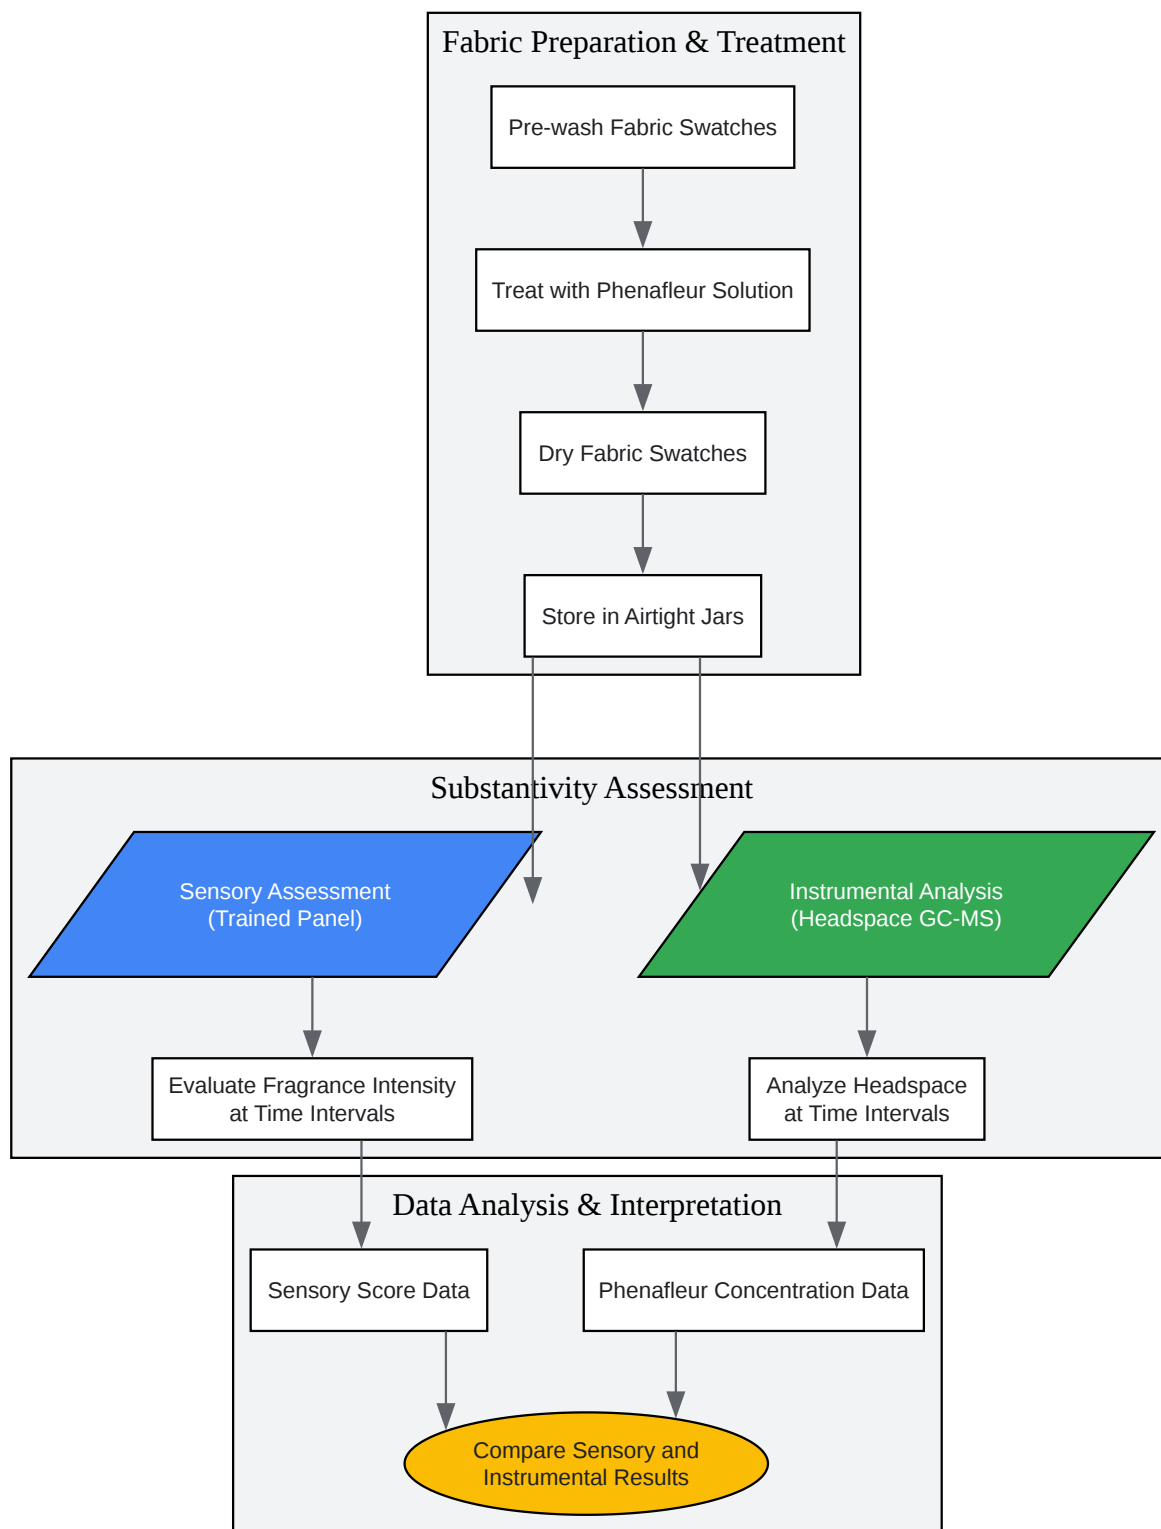 Fabric Preparation & Treatment
Pre-wash Fabric Swatches
Treat with Phenafleur Solution
Dry Fabric Swatches
Store in Airtight Jars
Substantivity Assessment
Sensory Assessment
(Trained Panel)
Instrumental Analysis
(Headspace GC-MS)
Evaluate Fragrance Intensity
at Time Intervals
Analyze Headspace
at Time Intervals
Data Analysis & Interpretation
Sensory Score Data
Phenafleur Concentration Data
Compare Sensory and
Instrumental Results